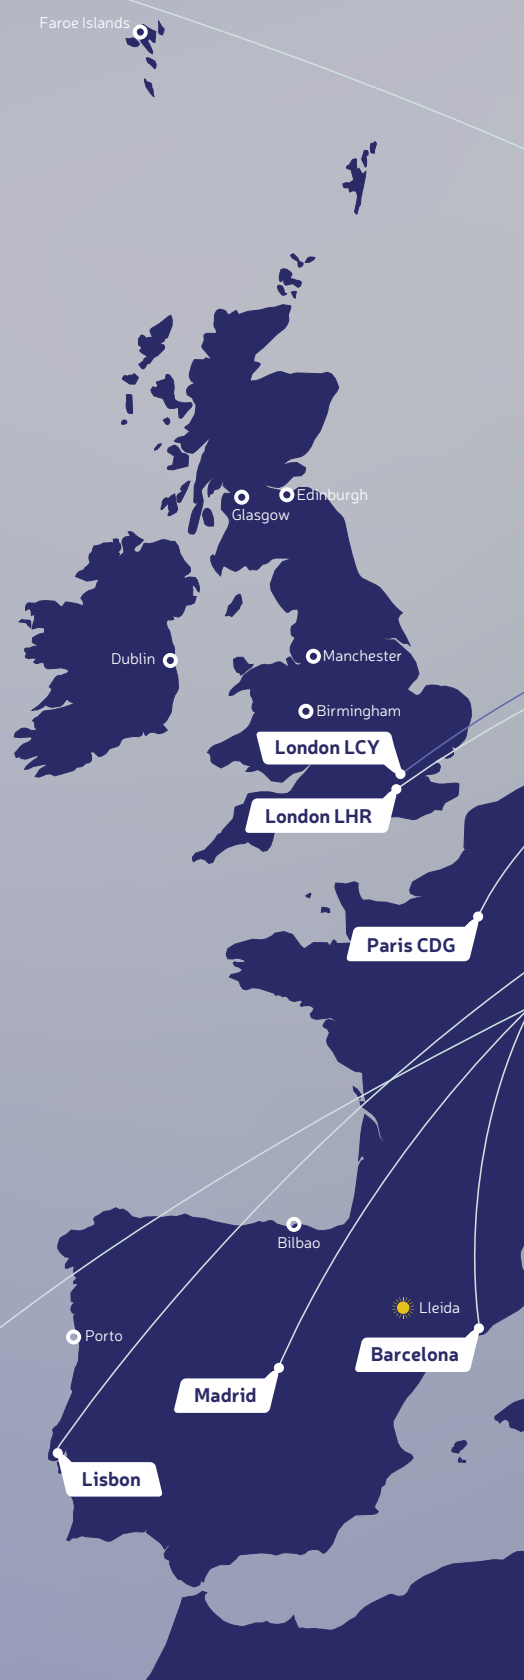 Faroe Islands
Edinburgh
Glasgow
Manchester
Dublin
Birmingham
London LCY
London LHR
Paris CDG
Bilbao
Lleida
Porto
Barcelona
Madrid
Lisbon